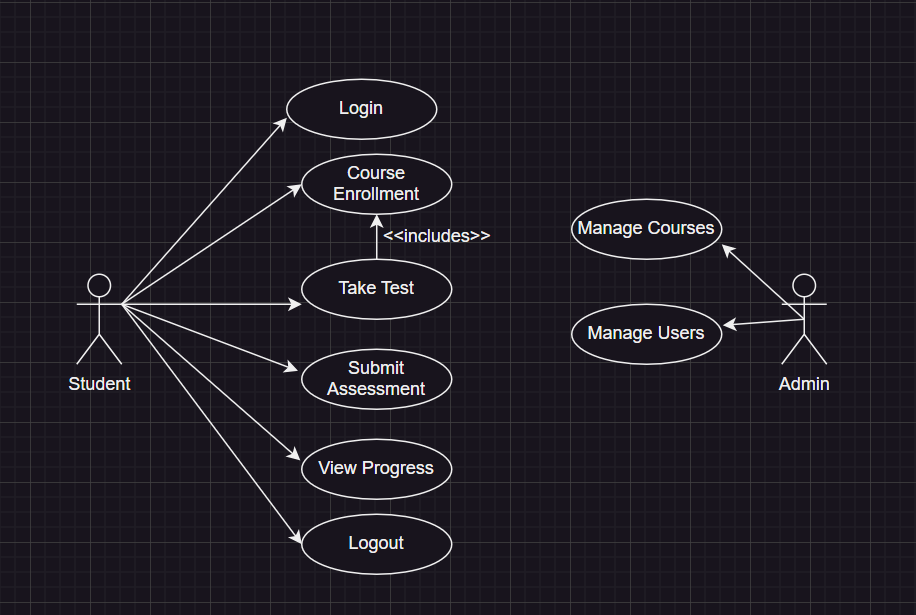 Login
Course
Enrollment
<<includes>>
Take Test
Submit
Assessment
View Progress
Logout
Student
Manage Courses
Manage Users
Admin